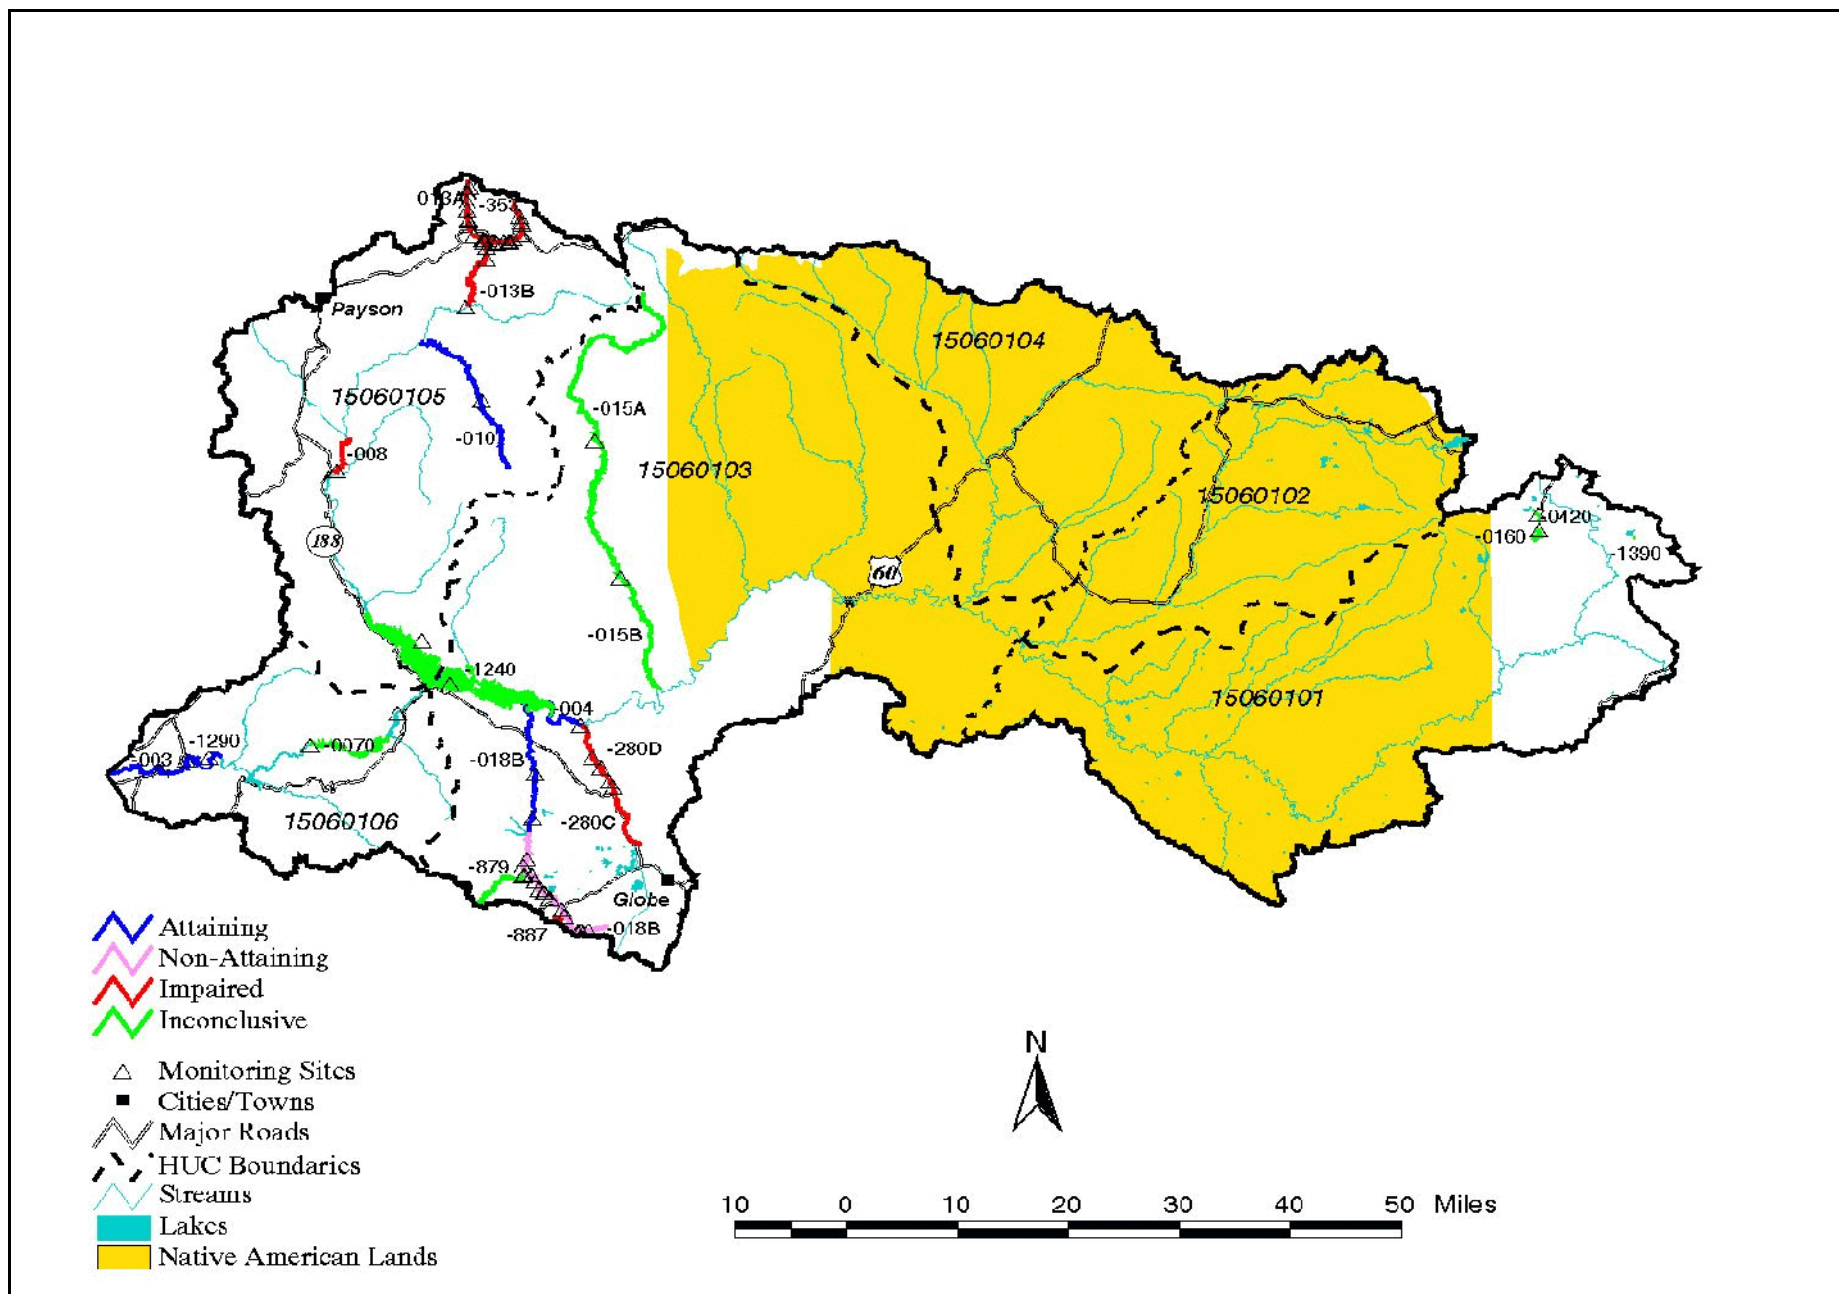 013A
-353
-013B
Payson
15060104
15060105
-015A
-010
-008
15060103
15060102
-0420
-0160
-1390
188
60
-015B
-1240
15060101
-004
-1290
-280D
-0070
-003
-018B
15060106
-280C
-879
Globe
-887
-018B
Attaining
Non-Attaining
Impaired
Inconclusive
Monitoring Sites
Cities/Towns
Major Roads
HUC Boundaries
Streams
Lakes
Native American Lands
N
10 0 10 20 30 40 50 Miles